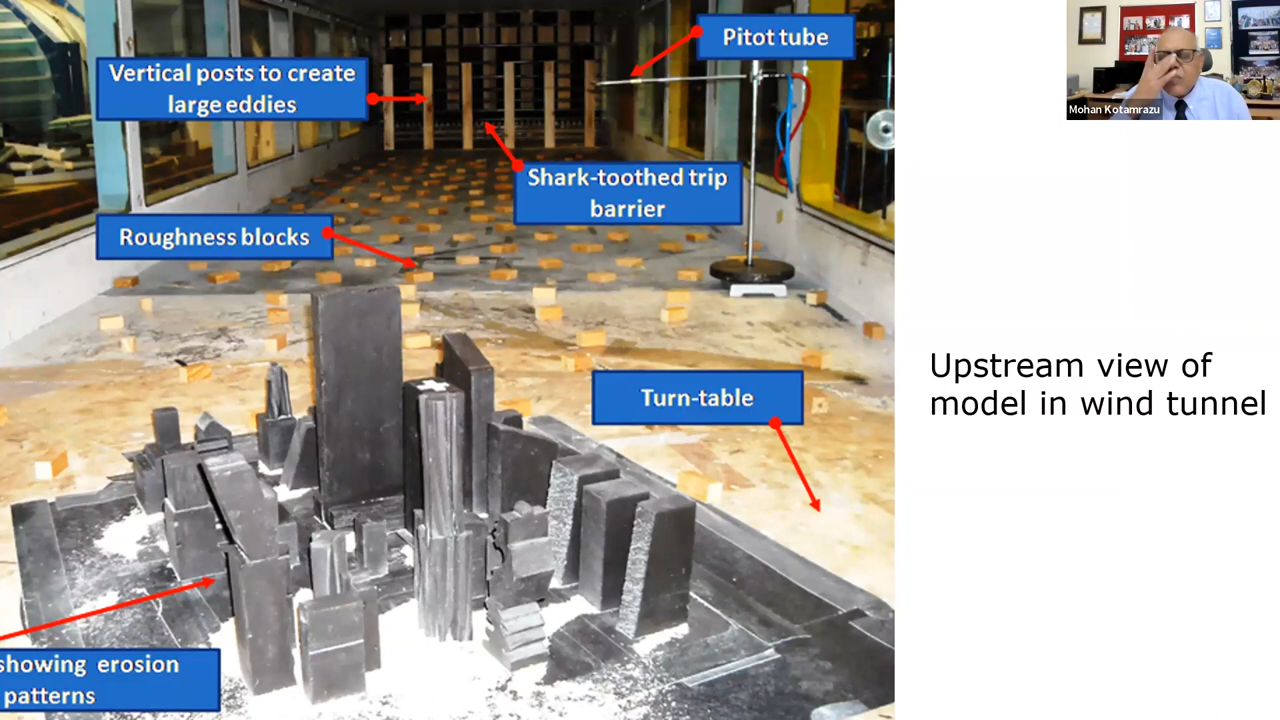 Pitot tube
Vertical posts to create
large eddies
Shark-toothed trip
barrier
Roughness blocks
Turn-table
showing erosion
patterns
Upstream view of
model in wind tunnel
Mohan Kotamrazu